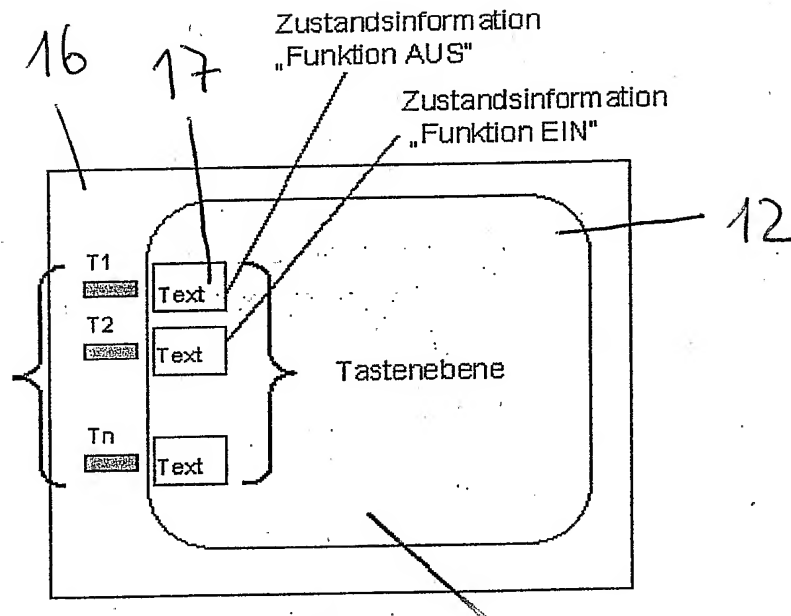 16
17
Zustandsinformation
„Funktion AUS"
Zustandsinformation
„Funktion EIN"
12
T1
Text
T2
Text
Tastenebene
Tn
Text